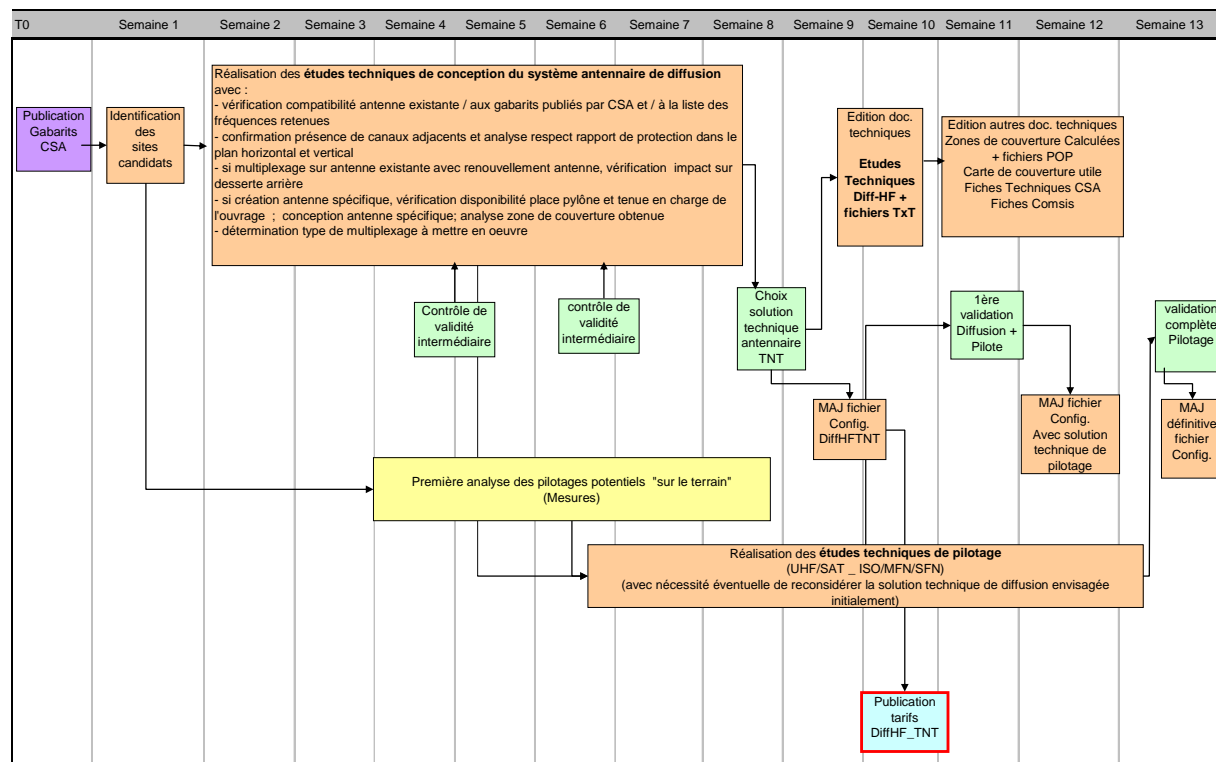 T0
Semaine 1
Semaine 2
Semaine 3
Semaine 4
Semaine 5
Semaine 6
Semaine 7
Semaine 8
Semaine 9
Semaine 10
Semaine 11
Semaine 12
Semaine 13
Publication
Gabarits
CSA
Identification
des
sites
candidats
Réalisation des études techniques de conception du système antennaire de diffusion
avec :
- vérification compatibilité antenne existante / aux gabarits publiés par CSA et / à la liste des
fréquences retenues
- confirmation présence de canaux adjacents et analyse respect rapport de protection dans le
plan horizontal et vertical
- si multiplexage sur antenne existante avec renouvellement antenne, vérification impact sur
desserte arrière
- si création antenne spécifique, vérification disponibilité place pylône et tenue en charge de
l'ouvrage ; conception antenne spécifique; analyse zone de couverture obtenue
- détermination type de multiplexage à mettre en oeuvre
Edition doc.
techniques
Etudes
Techniques
Diff-HF +
fichiers TxT
Edition autres doc. techniques
Zones de couverture Calculées
+ fichiers POP
Carte de couverture utile
Fiches Techniques CSA
Fiches Comsis
Contrôle de
validité
intermédiaire
contrôle de
validité
intermédiaire
Choix
solution
technique
antennaire
TNT
1ère
validation
Diffusion +
Pilote
validation
complète
Pilotage
MAJ fichier
Config.
DiffHFTNT
MAJ fichier
Config.
Avec solution
technique de
pilotage
MAJ
définitive
fichier
Config.
Première analyse des pilotages potentiels "sur le terrain"
(Mesures)
Réalisation des études techniques de pilotage
(UHF/SAT _ ISO/MFN/SFN)
(avec nécessité éventuelle de reconsidérer la solution technique de diffusion envisagée
initialement)
Publication
tarifs
DiffHF_TNT